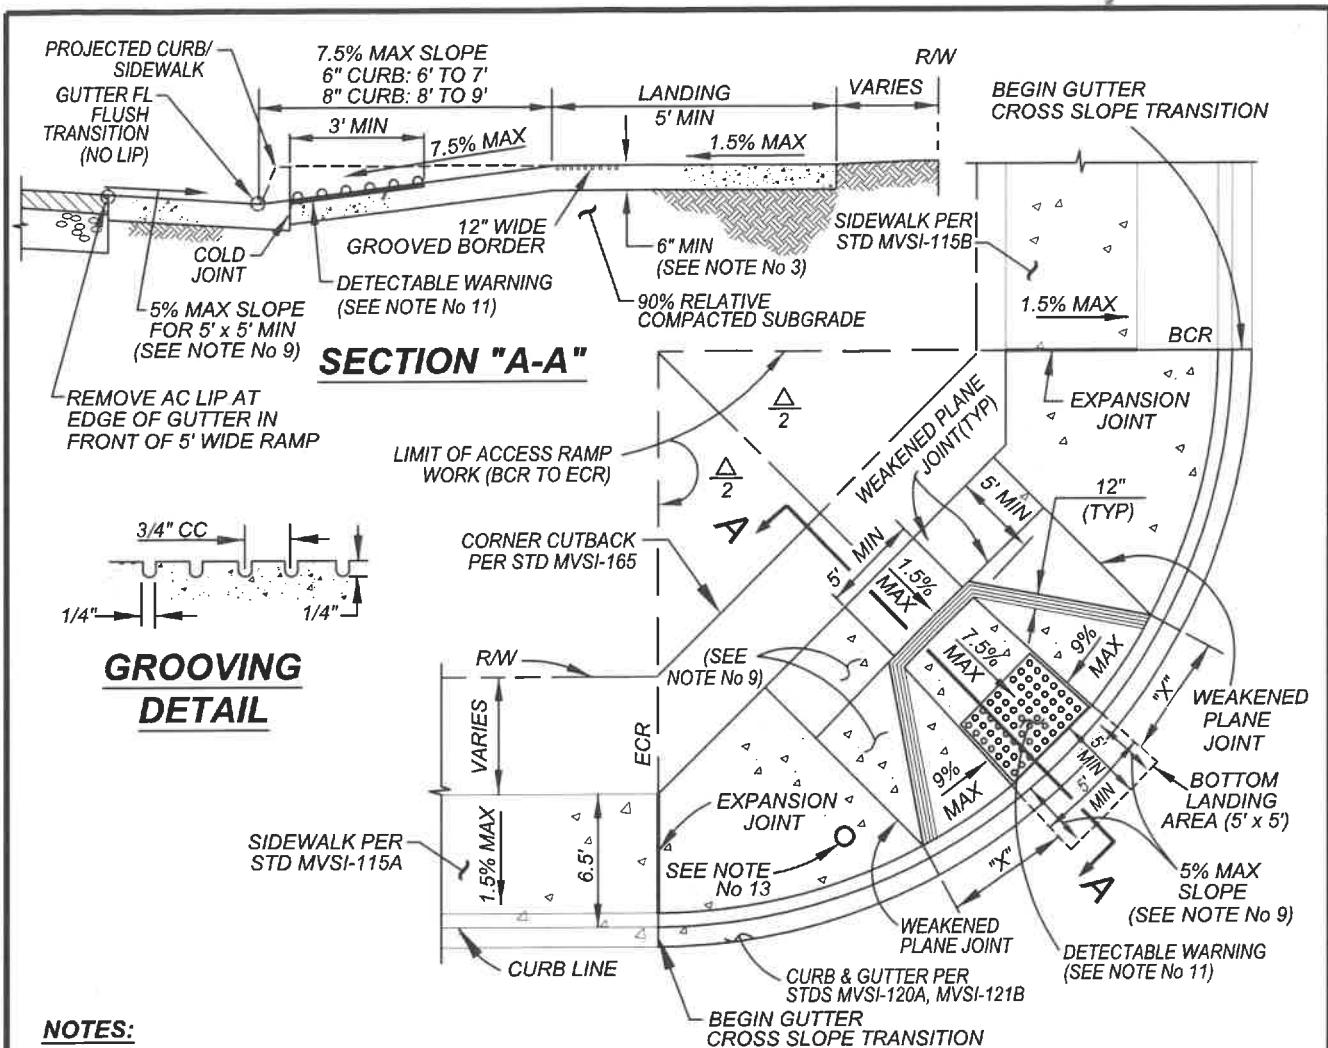 PROJECTED CURB/
SIDEWALK
GUTTER FL
FLUSH
TRANSITION
(NO LIP)
7.5% MAX SLOPE
6" CURB: 6' TO 7'
8" CURB: 8' TO 9'
3' MIN
7.5% MAX
LANDING
5' MIN
1.5% MAX
VARIES
R/W
BEGIN GUTTER
CROSS SLOPE TRANSITION
COLD
JOINT
12" WIDE
GROOVED BORDER
DETECTABLE WARNING
(SEE NOTE No 11)
6" MIN
(SEE NOTE No 3)
90% RELATIVE
COMPACTED SUBGRADE
5% MAX SLOPE
FOR 5' x 5' MIN
(SEE NOTE No 9)
SECTION "A-A"
REMOVE AC LIP AT
EDGE OF GUTTER IN
FRONT OF 5' WIDE RAMP
SIDEWALK PER
STD MVSI-115B
1.5% MAX
BCR
EXPANSION
JOINT
LIMIT OF ACCESS RAMP
WORK (BCR TO ECR)
Δ
2
Δ
2
WEAKENED PLANE
JOINT(TYP)
5' MIN
12"
(TYP)
A
5' MIN
1.5%
MAX
CORNER CUTBACK
PER STD MVSI-165
3/4" CC
1/4"
1/4"
GROOVING
DETAIL
R/W
(SEE
NOTE No 9)
7.5%
MAX
9%
MAX
9%
MAX
"X"
WEAKENED
PLANE
JOINT
5'
MIN
5'
MIN
BOTTOM
LANDING
AREA (5' x 5')
VARIES
ECR
EXPANSION
JOINT
SIDEWALK PER
STD MVSI-115A
1.5% MAX
6.5'
SEE NOTE
No 13
"X"
A
5% MAX
SLOPE
(SEE NOTE No 9)
WEAKENED
PLANE JOINT
DETECTABLE WARNING
(SEE NOTE No 11)
CURB LINE
CURB & GUTTER PER
STDS MVSI-120A, MVSI-121B
BEGIN GUTTER
CROSS SLOPE TRANSITION
NOTES: